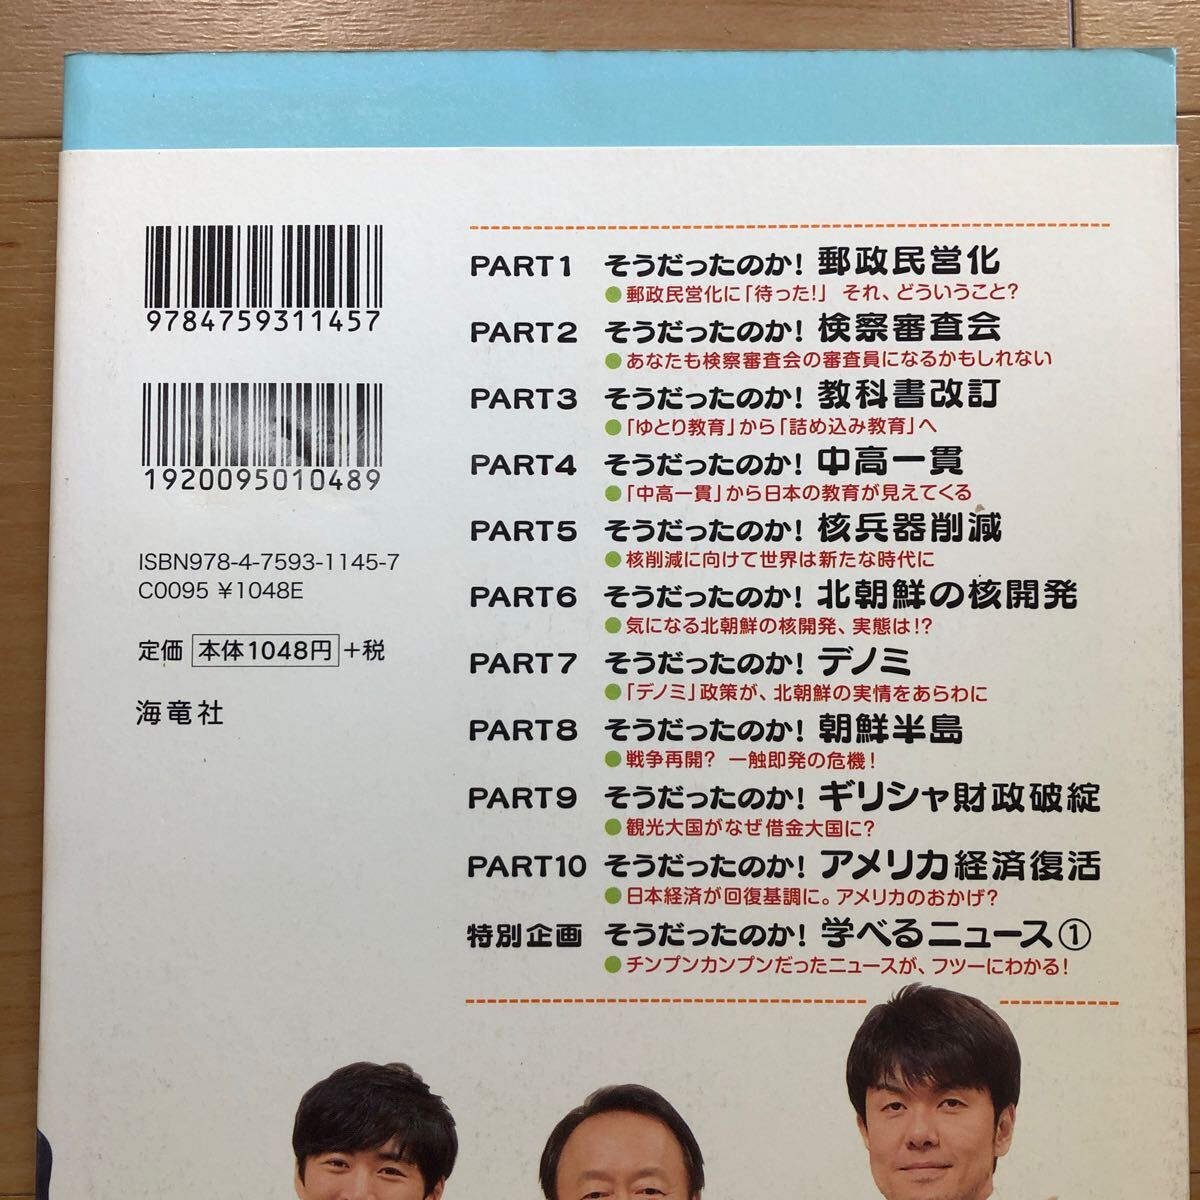 9784759311457
1920095010489
ISBN978-4-7593-1145-7
C0095 ¥1048E
定価 本体1048円 +税
海竜社
PART1 そうだったのか! 郵政民営化
●郵政民営化に「待った!」 それ、どういうこと?
PART2 そうだったのか! 検察審査会
●あなたも検察審査会の審査員になるかもしれない
PART3 そうだったのか! 教科書改訂
●「ゆとり教育」から「詰め込み教育」へ
PART4 そうだったのか! 中高一貫
●「中高一貫」から日本の教育が見えてくる
PART5 そうだったのか! 核兵器削減
●核削減に向けて世界は新たな時代に
PART6 そうだったのか! 北朝鮮の核開発
●気になる北朝鮮の核開発、実態は!?
PART7 そうだったのか! デノミ
●「デノミ」政策が、北朝鮮の実情をあらわに
PART8 そうだったのか! 朝鮮半島
●戦争再開? 一触即発の危機!
PART9 そうだったのか! ギリシャ財政破綻
●観光大国がなぜ借金大国に?
PART10 そうだったのか! アメリカ経済復活
●日本経済が回復基調に。アメリカのおかげ?
特別企画 そうだったのか! 学べるニュース①
●チンプンカンプンだったニュースが、フツーにわかる!